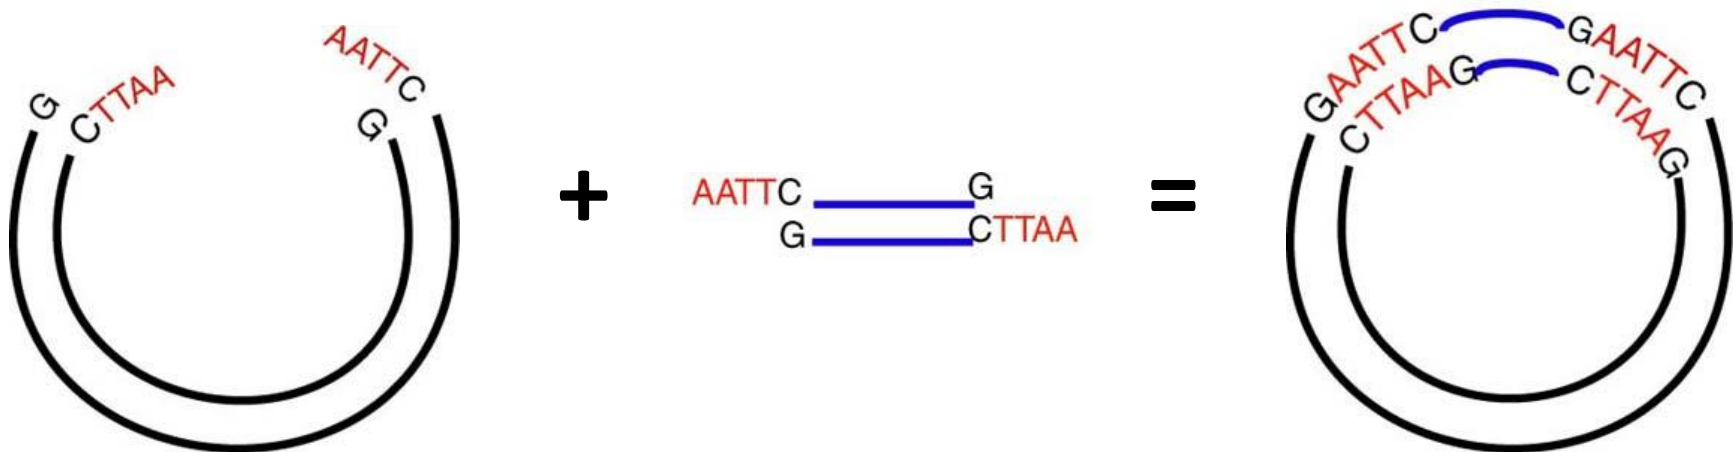 G
CTTAA
AATTC
G
+
AATTC
G
G
CTTAA
=
GAATTC
GAATTC
CTTAAG
CTTAAG